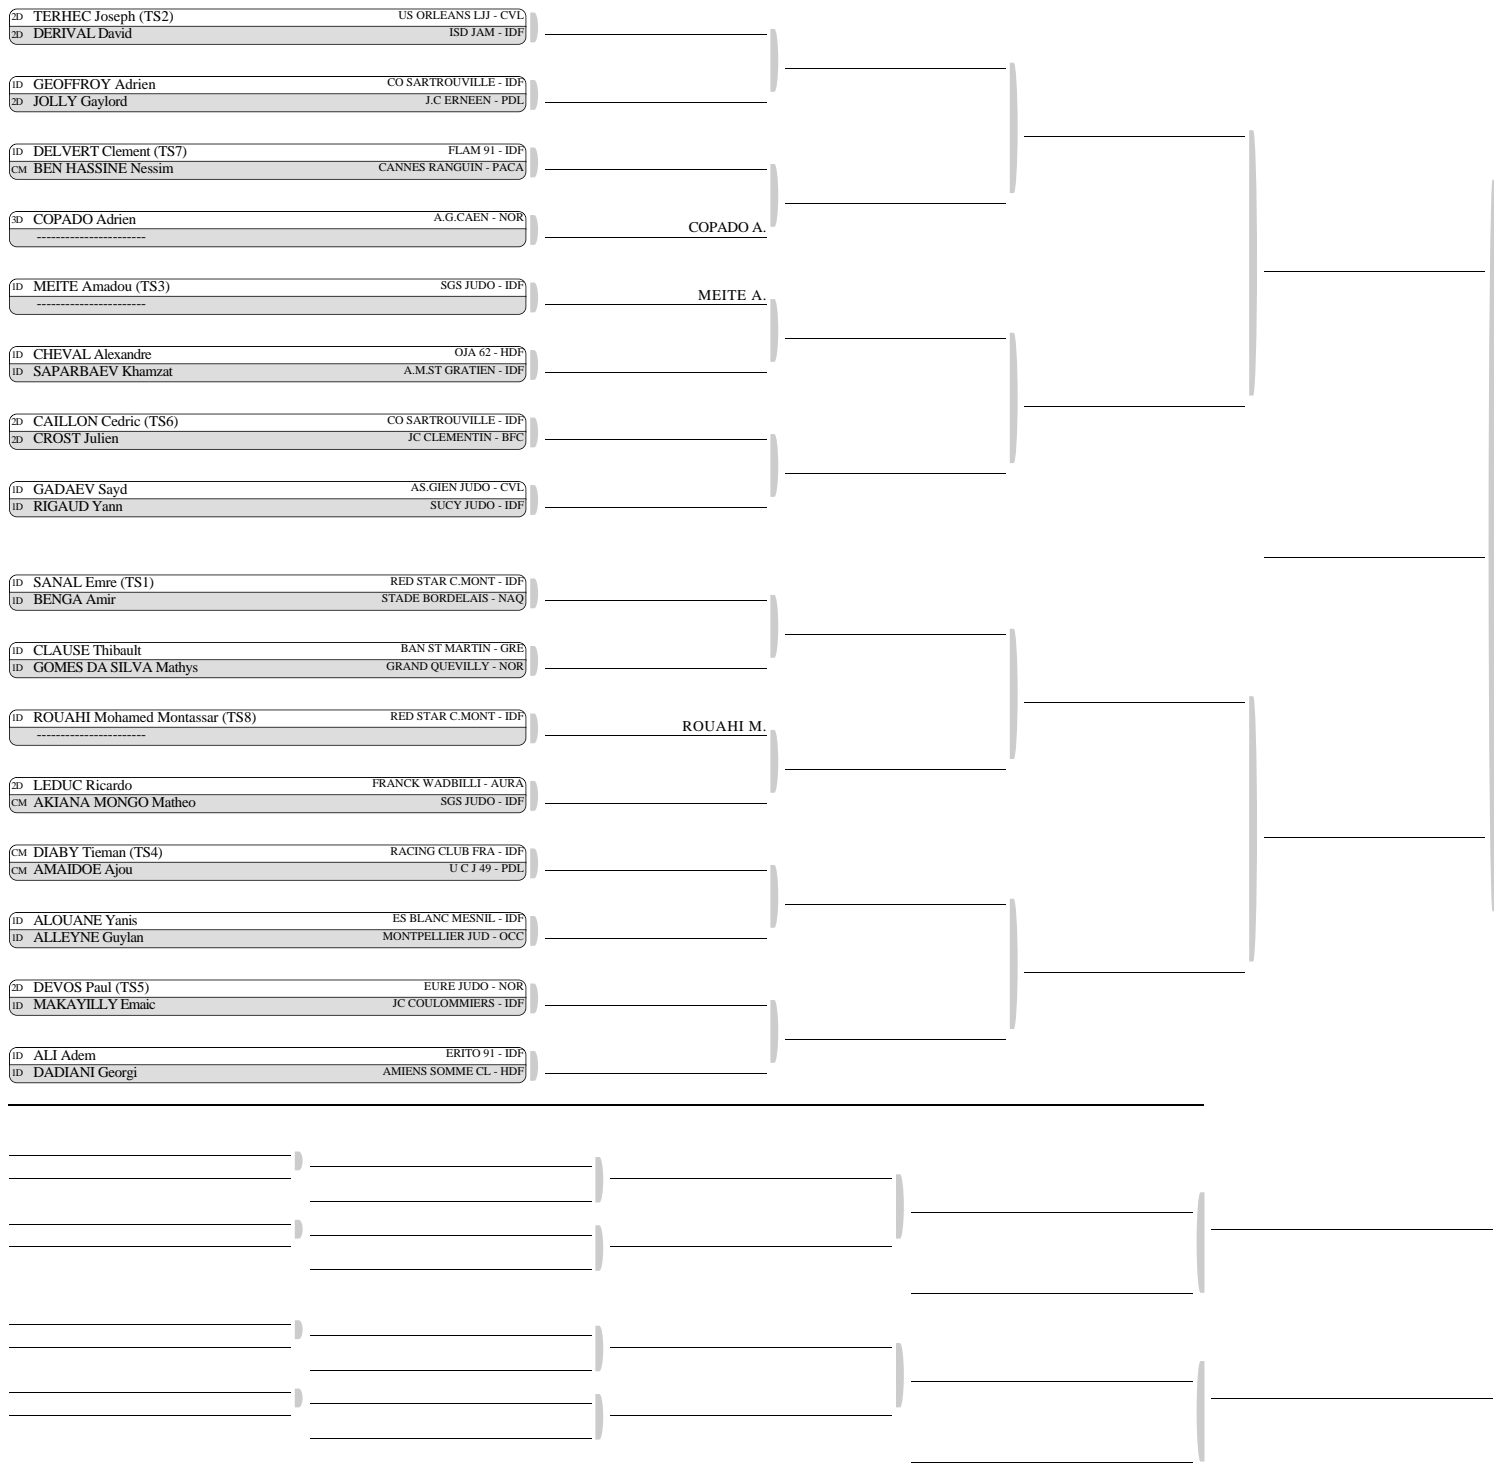 2D TERHEC Joseph (TS2) US ORLEANS LJJ - CVL
2D DERIVAL David ISD JAM - IDF
1D GEOFFROY Adrien CO SARTROUVILLE - IDF
2D JOLLY Gaylord J.C ERNEEN - PDL
1D DELVERT Clement (TS7) FLAM 91 - IDF
CM BEN HASSINE Nessim CANNES RANGUIN - PACA
3D COPADO Adrien A.G.CAEN - NOR
----------------------- COPADO A.
1D MEITE Amadou (TS3) SGS JUDO - IDF
----------------------- MEITE A.
1D CHEVAL Alexandre OJA 62 - HDF
1D SAPARBAEV Khamzat A.M.ST GRATIEN - IDF
2D CAILLON Cedric (TS6) CO SARTROUVILLE - IDF
2D CROST Julien JC CLEMENTIN - BFC
1D GADAEV Sayd AS.GIEN JUDO - CVL
1D RIGAUD Yann SUCY JUDO - IDF
1D SANAL Emre (TS1) RED STAR C.MONT - IDF
1D BENGA Amir STADE BORDELAIS - NAQ
1D CLAUSE Thibault BAN ST MARTIN - GRE
1D GOMES DA SILVA Mathys GRAND QUEVILLY - NOR
1D ROUAHI Mohamed Montassar (TS8) RED STAR C.MONT - IDF
----------------------- ROUAHI M.
2D LEDUC Ricardo FRANCK WADBILLI - AURA
CM AKIANA MONGO Matheo SGS JUDO - IDF
CM DIABY Tieman (TS4) RACING CLUB FRA - IDF
CM AMAIDOE Ajou U C J 49 - PDL
1D ALOUANE Yanis ES BLANC MESNIL - IDF
1D ALLEYNE Guylan MONTPELLIER JUD - OCC
2D DEVOS Paul (TS5) EURE JUDO - NOR
1D MAKAYILLY Emaic JC COULOMMIERS - IDF
1D ALI Adem ERITO 91 - IDF
1D DADIANI Georgi AMIENS SOMME CL - HDF